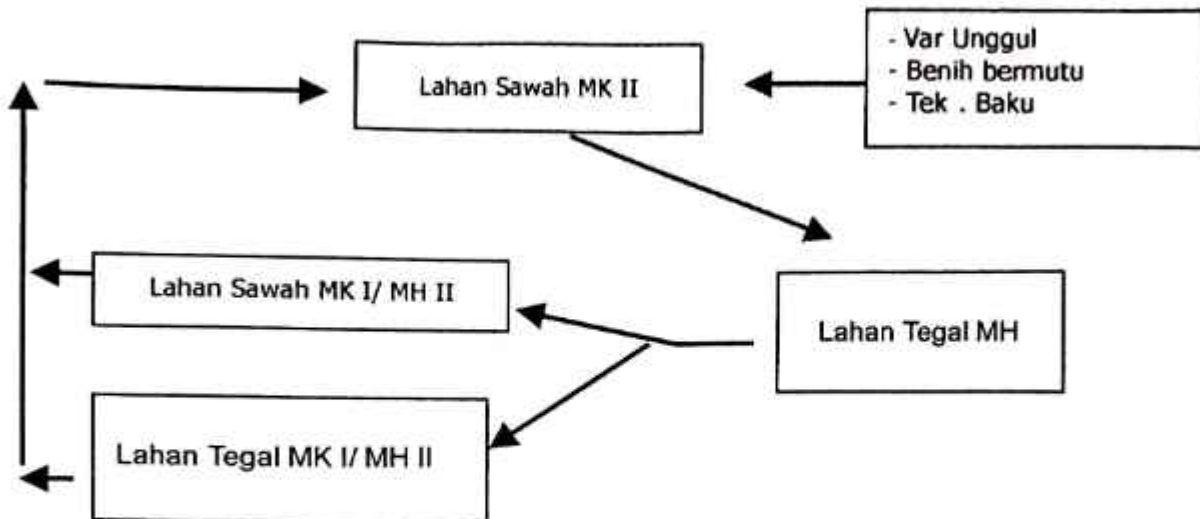 - Var Unggul
- Benih bermutu
- Tek . Baku
Lahan Sawah MK II
Lahan Sawah MK I/ MH II
Lahan Tegal MH
Lahan Tegal MK I/ MH II